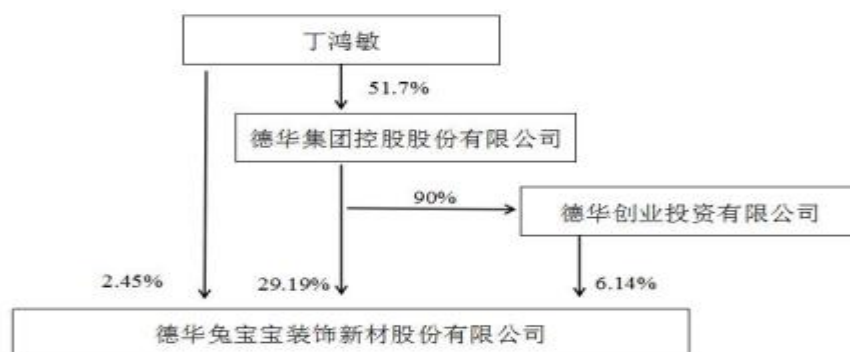 丁鸿敏
51.7%
德华集团控股股份有限公司
90%
德华创业投资有限公司
2.45%
29.19%
6.14%
德华兔宝宝装饰新材股份有限公司